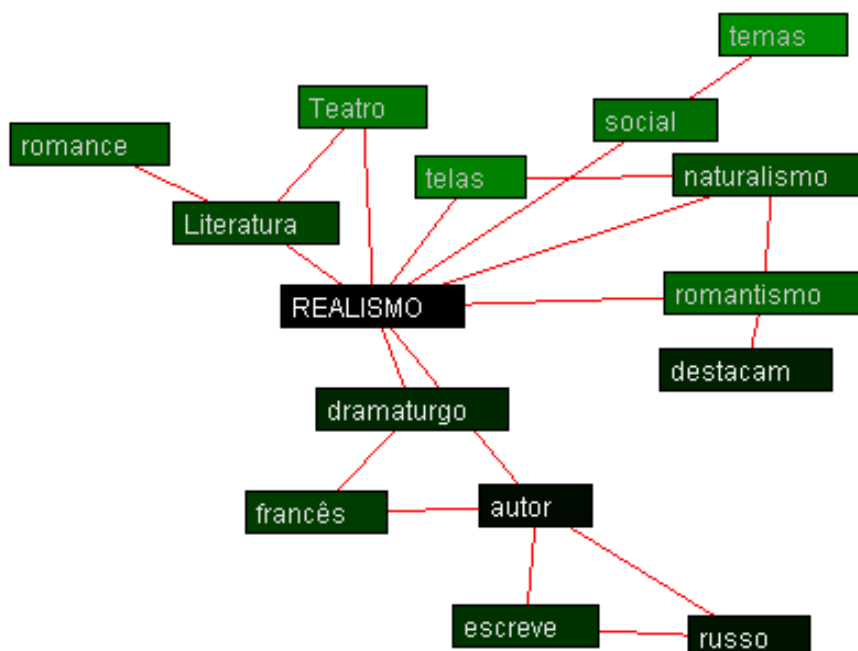 temas
Teatro
social
romance
telas
naturalismo
Literatura
REALISMO
romantismo
destacam
dramaturgo
francês
autor
escreve
russo